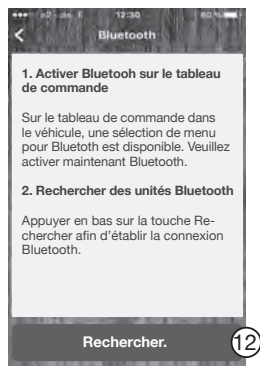 12:30
60 %
Bluetooth
1. Activer Bluetooh sur le tableau
de commande
Sur le tableau de commande dans
le véhicule, une sélection de menu
pour Bluetoth est disponible. Veuillez
activer maintenant Bluetooth.
2. Rechercher des unités Bluetooth
Appuyer en bas sur la touche Re-
chercher afin d'établir la connexion
Bluetooth.
Rechercher.
12